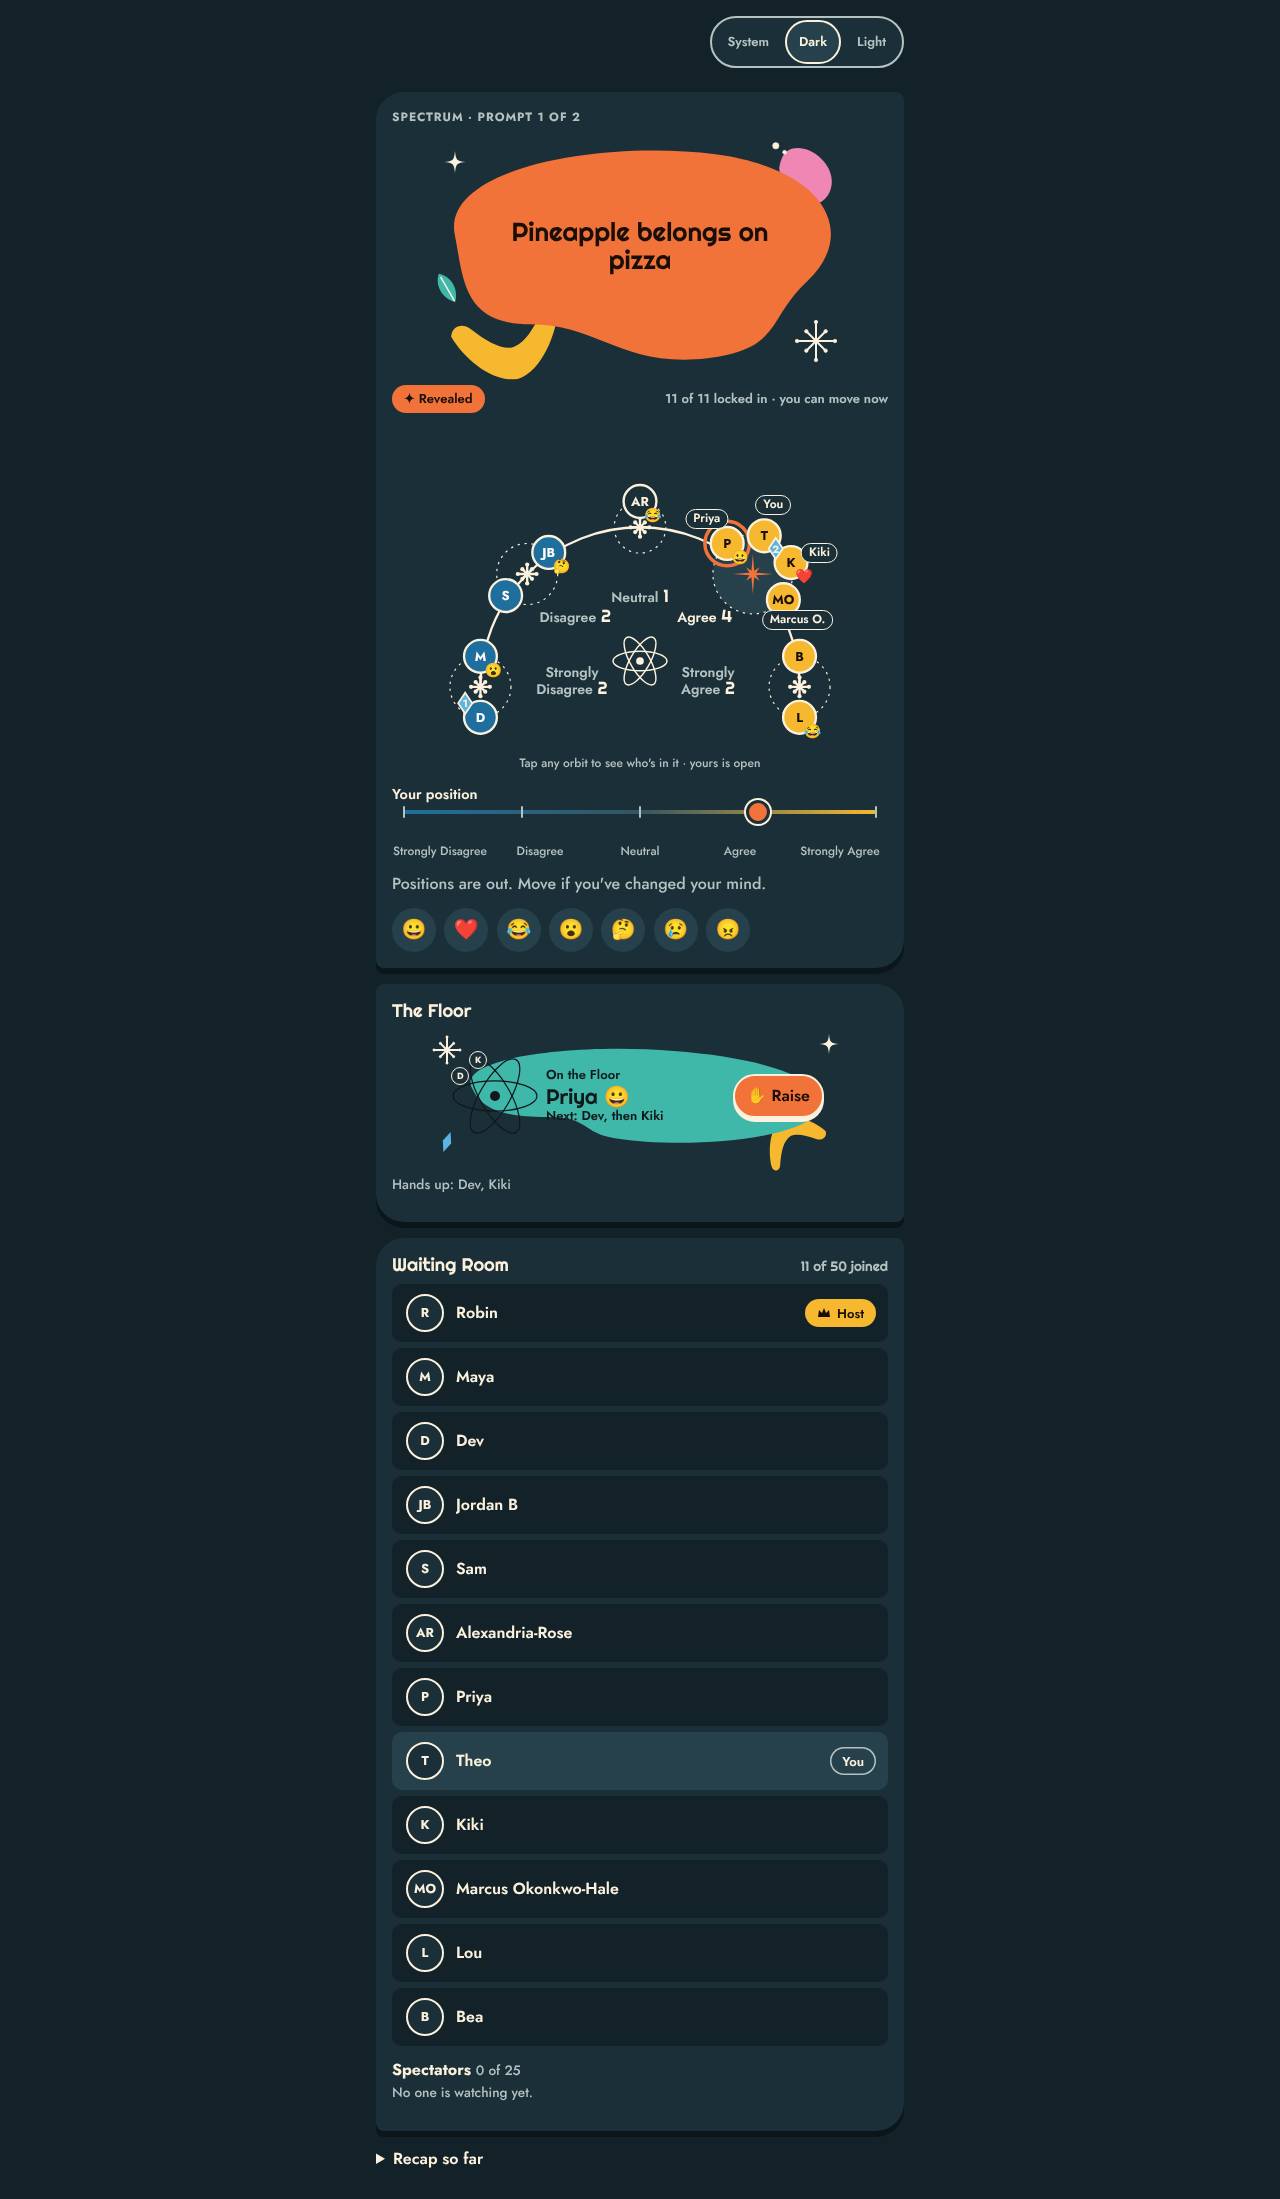 System
Dark
Light
SPECTRUM · PROMPT 1 OF 2
Pineapple belongs on
pizza
✦ Revealed
11 of 11 locked in · you can move now
AR
You
Priya
P
T
2
Kiki
K
JB
S
MO
Marcus O.
Neutral 1
Disagree 2
Agree 4
M
B
Strongly
Disagree 2
Strongly
Agree 2
1
D
L
Tap any orbit to see who's in it · yours is open
Your position
Strongly Disagree
Disagree
Neutral
Agree
Strongly Agree
Positions are out. Move if you've changed your mind.
😀 ❤️ 😂 😮 🤔 😢 😠
The Floor
K
D
On the Floor
Priya 😀
Next: Dev, then Kiki
✋ Raise
Hands up: Dev, Kiki
Waiting Room
11 of 50 joined
R
Robin
Host
M
Maya
D
Dev
JB
Jordan B
S
Sam
AR
Alexandria-Rose
P
Priya
T
Theo
You
K
Kiki
MO
Marcus Okonkwo-Hale
L
Lou
B
Bea
Spectators 0 of 25
No one is watching yet.
▶ Recap so far